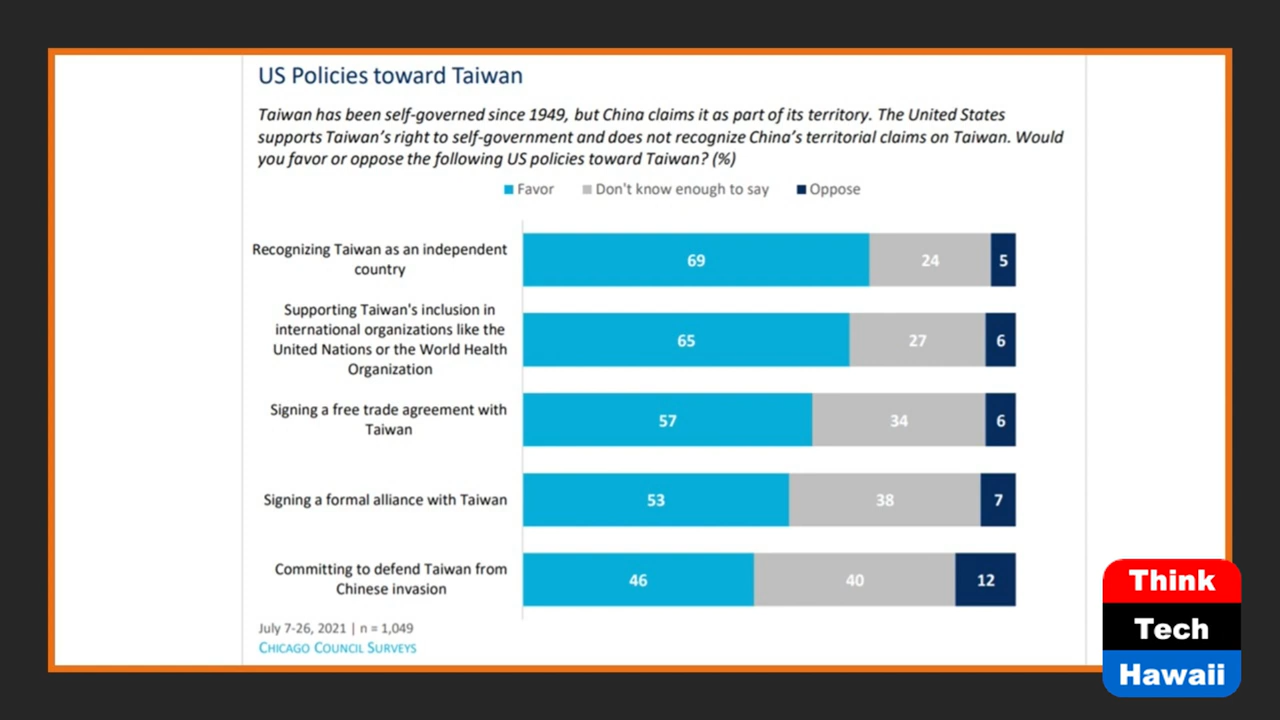 US Policies toward Taiwan
Taiwan has been self-governed since 1949, but China claims it as part of its territory. The United States
supports Taiwan's right to self-government and does not recognize China's territorial claims on Taiwan. Would
you favor or oppose the following US policies toward Taiwan? (%)
Favor Don't know enough to say Oppose
Recognizing Taiwan as an independent
country
69 24 5
Supporting Taiwan's inclusion in
international organizations like the
United Nations or the World Health
Organization
65 27 6
Signing a free trade agreement with
Taiwan
57 34 6
Signing a formal alliance with Taiwan
53 38 7
Committing to defend Taiwan from
Chinese invasion
46 40 12
July 7-26, 2021 | n = 1,049
CHICAGO COUNCIL SURVEYS
Think
Tech
Hawaii